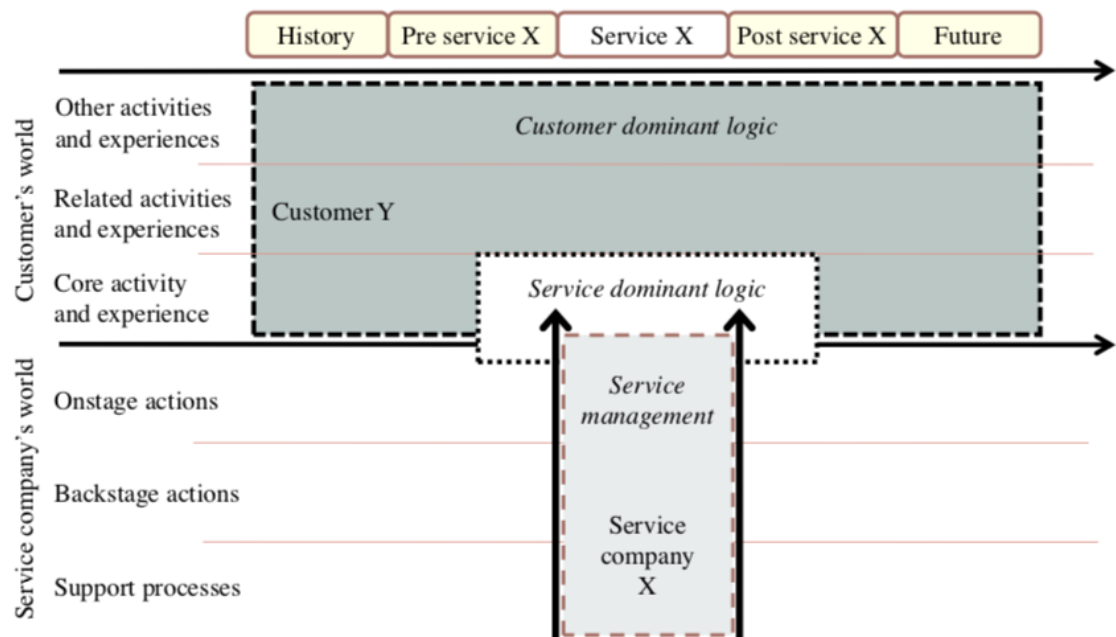 History
Pre service X
Service X
Post service X
Future
Customer's world
Other activities
and experiences
Customer dominant logic
Related activities
and experiences
Customer Y
Core activity
and experience
Service dominant logic
Service company's world
Onstage actions
Service
management
Backstage actions
Service
company
X
Support processes